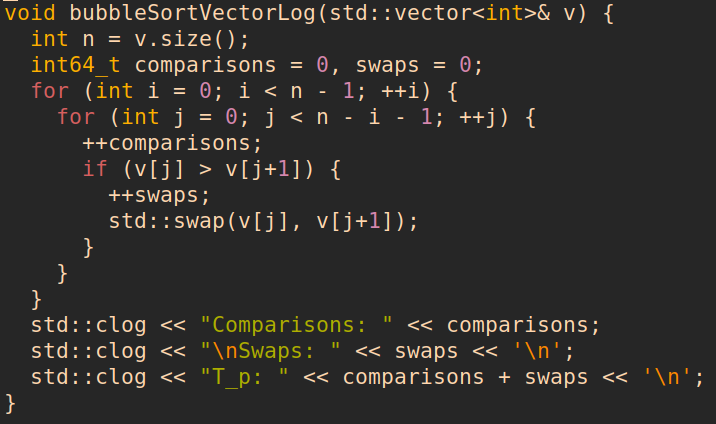 void bubbleSortVectorLog(std::vector<int>& v) {
  int n = v.size();
  int64_t comparisons = 0, swaps = 0;
  for (int i = 0; i < n - 1; ++i) {
    for (int j = 0; j < n - i - 1; ++j) {
      ++comparisons;
      if (v[j] > v[j+1]) {
        ++swaps;
        std::swap(v[j], v[j+1]);
      }
    }
  }
  std::clog << "Comparisons: " << comparisons;
  std::clog << "\nSwaps: " << swaps << '\n';
  std::clog << "T_p: " << comparisons + swaps << '\n';
}